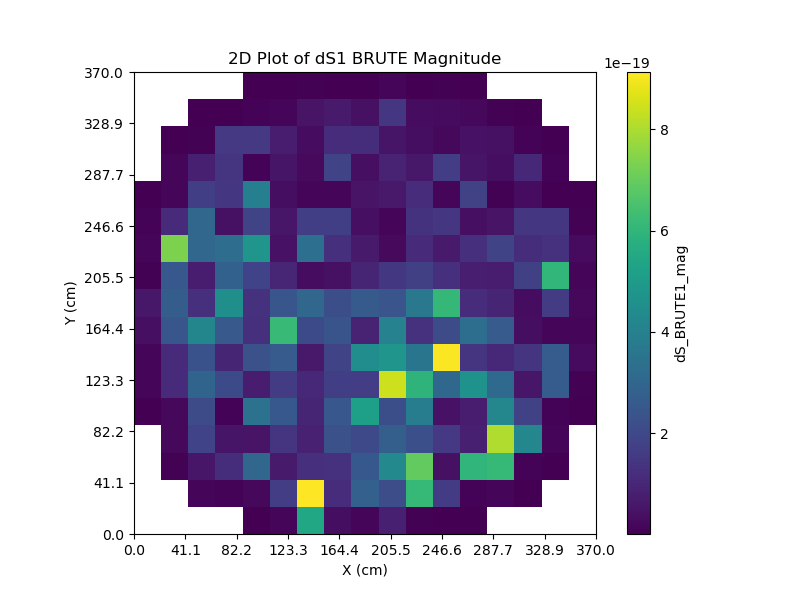 2D Plot of dS1 BRUTE Magnitude
1e−19
370.0
328.9
287.7
246.6
205.5
164.4
123.3
82.2
41.1
0.0
Y (cm)
0.0 41.1 82.2 123.3 164.4 205.5 246.6 287.7 328.9 370.0
X (cm)
8
6
4
2
dS_BRUTE1_mag